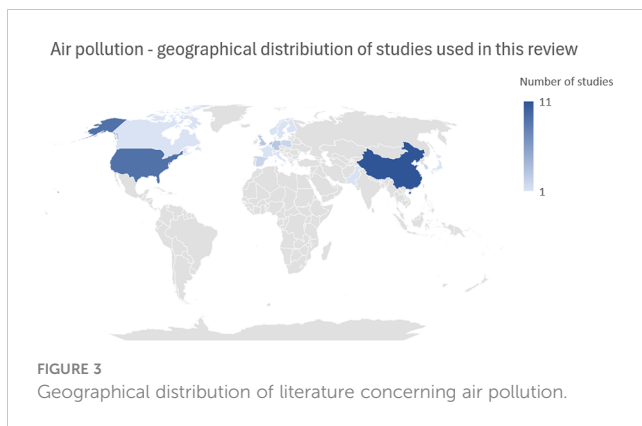 Air pollution - geographical distribiution of studies used in this review
Number of studies
11
1
FIGURE 3
Geographical distribution of literature concerning air pollution.